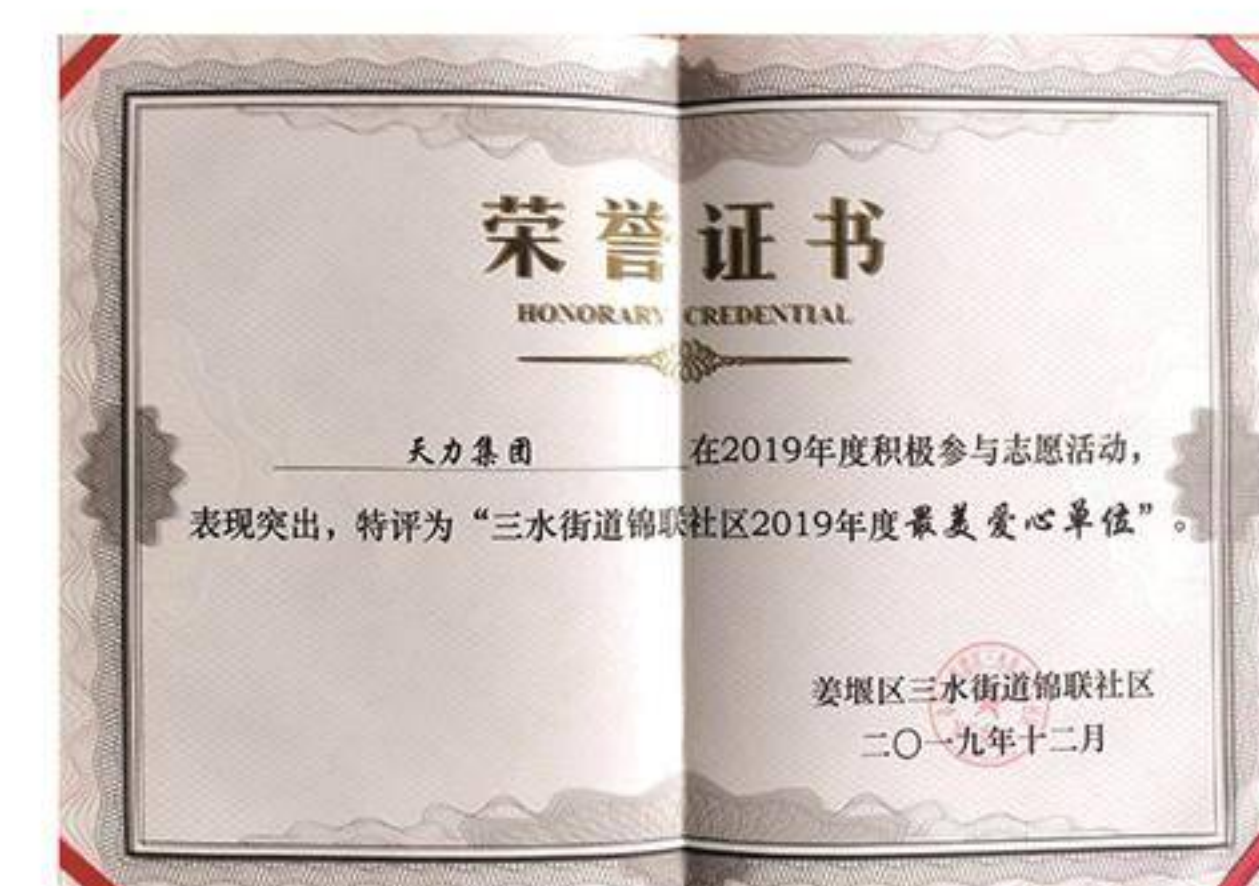 荣誉证书
HONORARY CREDENTIAL
天力集团 在2019年度积极参与志愿活动，
表现突出，特评为“三水街道锦联社区2019年度最美爱心单位”。
姜堰区三水街道锦联社区
二〇一九年十二月